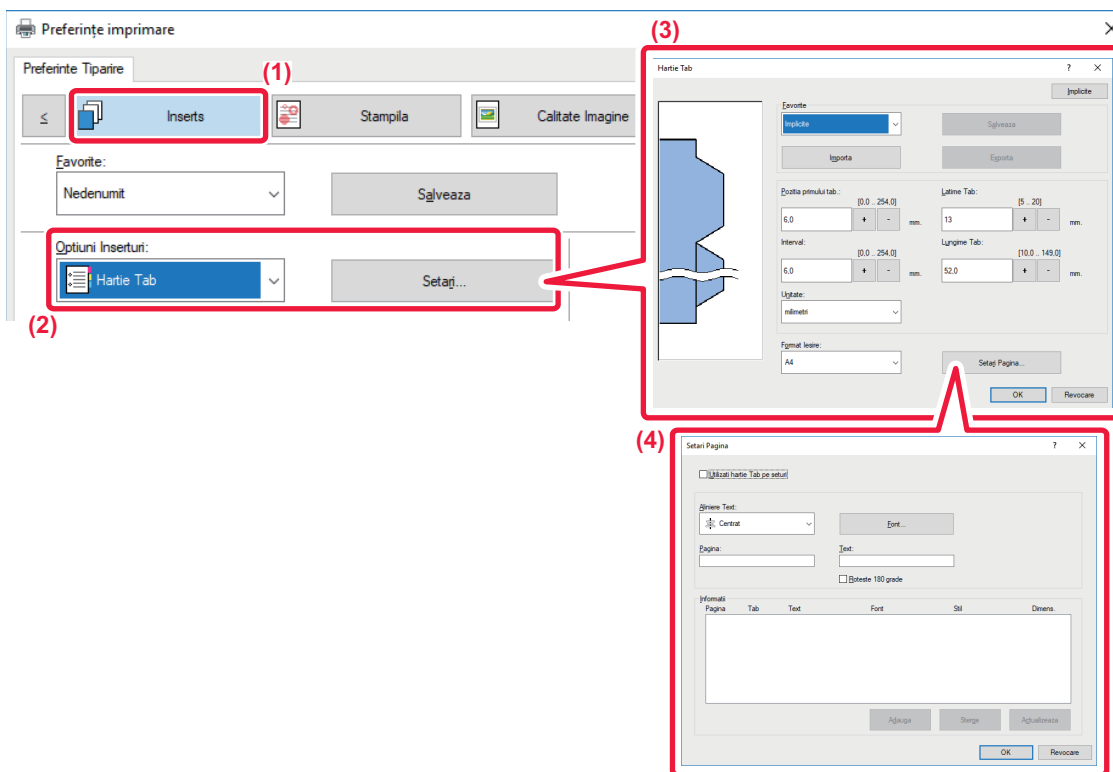 Preferințe imprimare
Preferinte Tiparire
(1)
≤
Inserts
Stampila
Calitate Imagine
Favorite:
Nedenumit
Salveaza
Optiuni Inserturi:
Hartie Tab
Setari...
(2)
(3)
Hartie Tab
?
Implicite
Favorite
Implicite
Salveaza
Importa
Exporta
Pozitia primului tab.:
Latime Tab:
[0.0 .. 254.0]
[5 .. 20]
6,0
+
-
mm.
13
+
-
mm.
Interval:
Lungime Tab:
[0.0 .. 254.0]
[10.0 .. 149.0]
6,0
+
-
mm.
52,0
+
-
mm.
Unitate:
milimetri
Format Iesire:
A4
Setari Pagina...
OK
Revocare
(4)
Setari Pagina
?
Utilizati hartie Tab pe seturi
Aliniere Text:
Centrat
Font...
Pagina:
Text:
Roteste 180 grade
Informatii
Pagina Tab Text Font Stil Dimens.
Adauga
Sterge
Actualizeaza
OK
Revocare